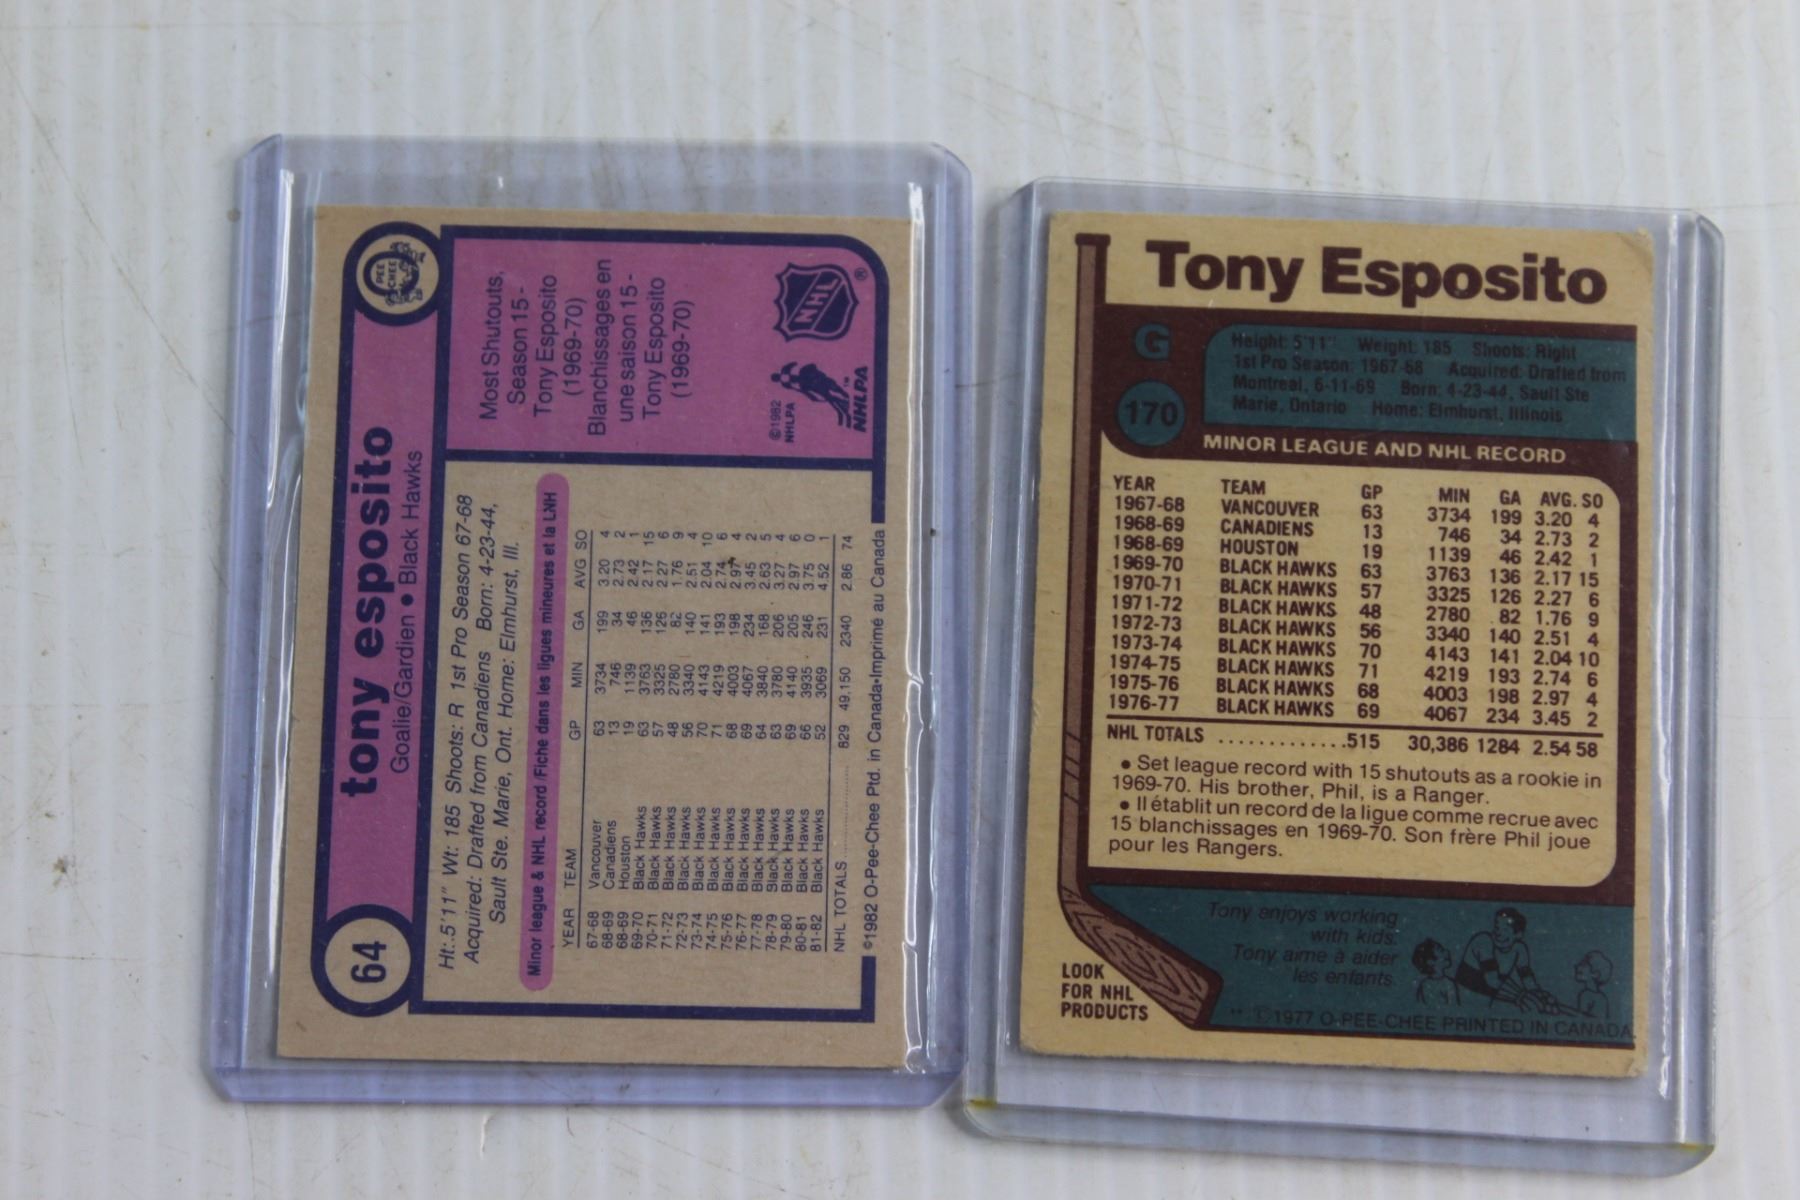 64
tony esposito
Goalie/Gardien • Black Hawks
O PEE CHEE
Ht.:5'11" Wt: 185 Shoots: R 1st Pro Season 67-68
Acquired: Drafted from Canadiens Born: 4-23-44,
Sault Ste. Marie, Ont. Home: Elmhurst, Ill.
Minor league & NHL record/Fiche dans les ligues mineures et la LNH
YEAR TEAM GP MIN GA AVG SO
67-68 Vancouver 63 3734 199 3.20 4
68-69 Canadiens 13 746 34 2.73 2
68-69 Houston 19 1139 46 2.42 1
69-70 Black Hawks 63 3763 136 2.17 15
70-71 Black Hawks 57 3325 126 2.27 6
71-72 Black Hawks 48 2780 82 1.76 9
72-73 Black Hawks 56 3340 140 2.51 4
73-74 Black Hawks 70 4143 141 2.04 10
74-75 Black Hawks 71 4219 193 2.74 6
75-76 Black Hawks 68 4003 198 2.97 4
76-77 Black Hawks 69 4067 234 3.45 2
77-78 Black Hawks 64 3840 168 2.63 5
78-79 Black Hawks 63 3780 206 3.27 4
79-80 Black Hawks 69 4140 205 2.97 6
80-81 Black Hawks 66 3935 246 3.75 0
81-82 Black Hawks 52 3069 231 4.52 1
NHL TOTALS .......... 829 49,150 2340 2.86 74
©1982 O-Pee-Chee Ptd. in Canada•Imprimé au Canada
Most Shutouts,
Season 15 -
Tony Esposito
(1969-70)
Blanchissages en
une saison 15 -
Tony Esposito
(1969-70)
©1982
NHLPA
NHLPA™
NHL®
Tony Esposito
G
170
Height: 5'11" Weight: 185 Shoots: Right
1st Pro Season: 1967-68 Acquired: Drafted from
Montreal, 6-11-69 Born: 4-23-44, Sault Ste
Marie, Ontario Home: Elmhurst, Illinois
MINOR LEAGUE AND NHL RECORD
YEAR TEAM GP MIN GA AVG. SO
1967-68 VANCOUVER 63 3734 199 3.20 4
1968-69 CANADIENS 13 746 34 2.73 2
1968-69 HOUSTON 19 1139 46 2.42 1
1969-70 BLACK HAWKS 63 3763 136 2.17 15
1970-71 BLACK HAWKS 57 3325 126 2.27 6
1971-72 BLACK HAWKS 48 2780 82 1.76 9
1972-73 BLACK HAWKS 56 3340 140 2.51 4
1973-74 BLACK HAWKS 70 4143 141 2.04 10
1974-75 BLACK HAWKS 71 4219 193 2.74 6
1975-76 BLACK HAWKS 68 4003 198 2.97 4
1976-77 BLACK HAWKS 69 4067 234 3.45 2
NHL TOTALS .............515 30,386 1284 2.54 58
• Set league record with 15 shutouts as a rookie in
1969-70. His brother, Phil, is a Ranger.
• Il établit un record de la ligue comme recrue avec
15 blanchissages en 1969-70. Son frère Phil joue
pour les Rangers.
Tony enjoys working
with kids.
Tony aime à aider
les enfants.
LOOK
FOR NHL
PRODUCTS
** ©1977 O-PEE-CHEE PRINTED IN CANADA